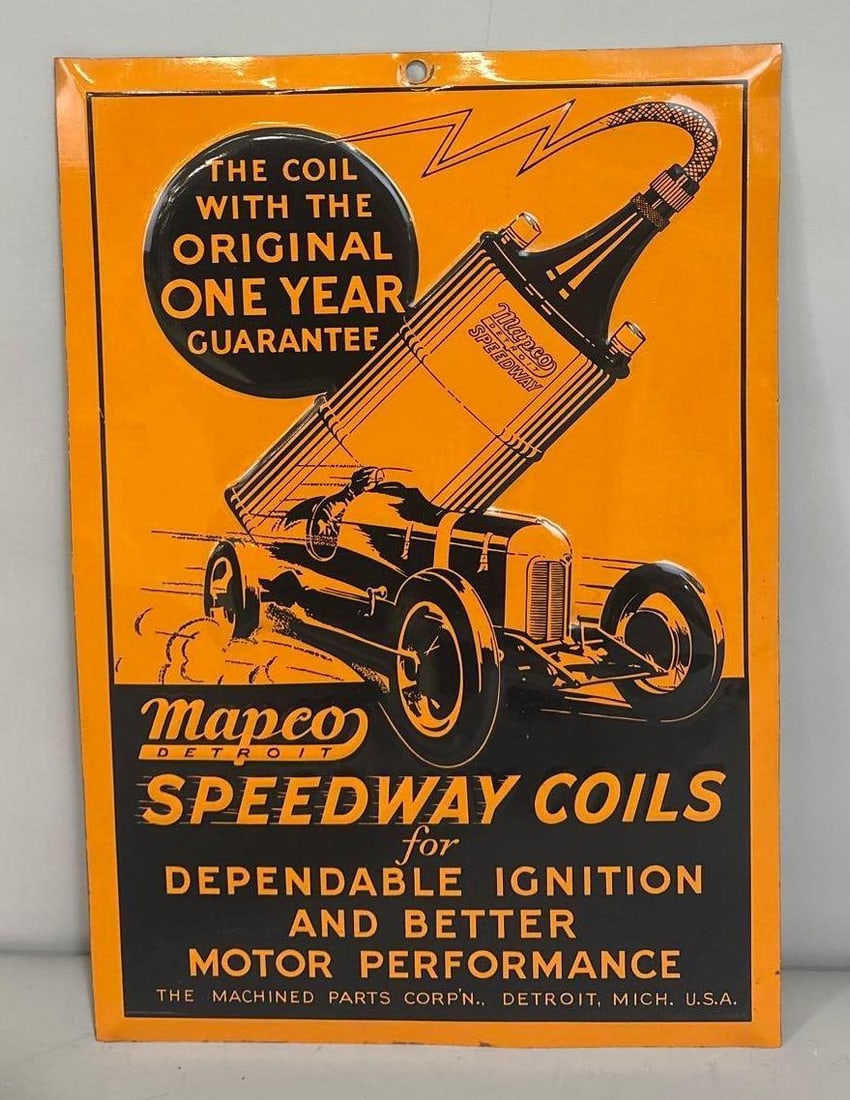 THE COIL
WITH THE
ORIGINAL
ONE YEAR
GUARANTEE
Mapco
DETROIT
SPEEDWAY
Mapco
DETROIT
SPEEDWAY COILS
for
DEPENDABLE IGNITION
AND BETTER
MOTOR PERFORMANCE
THE MACHINED PARTS CORP'N., DETROIT, MICH. U.S.A.